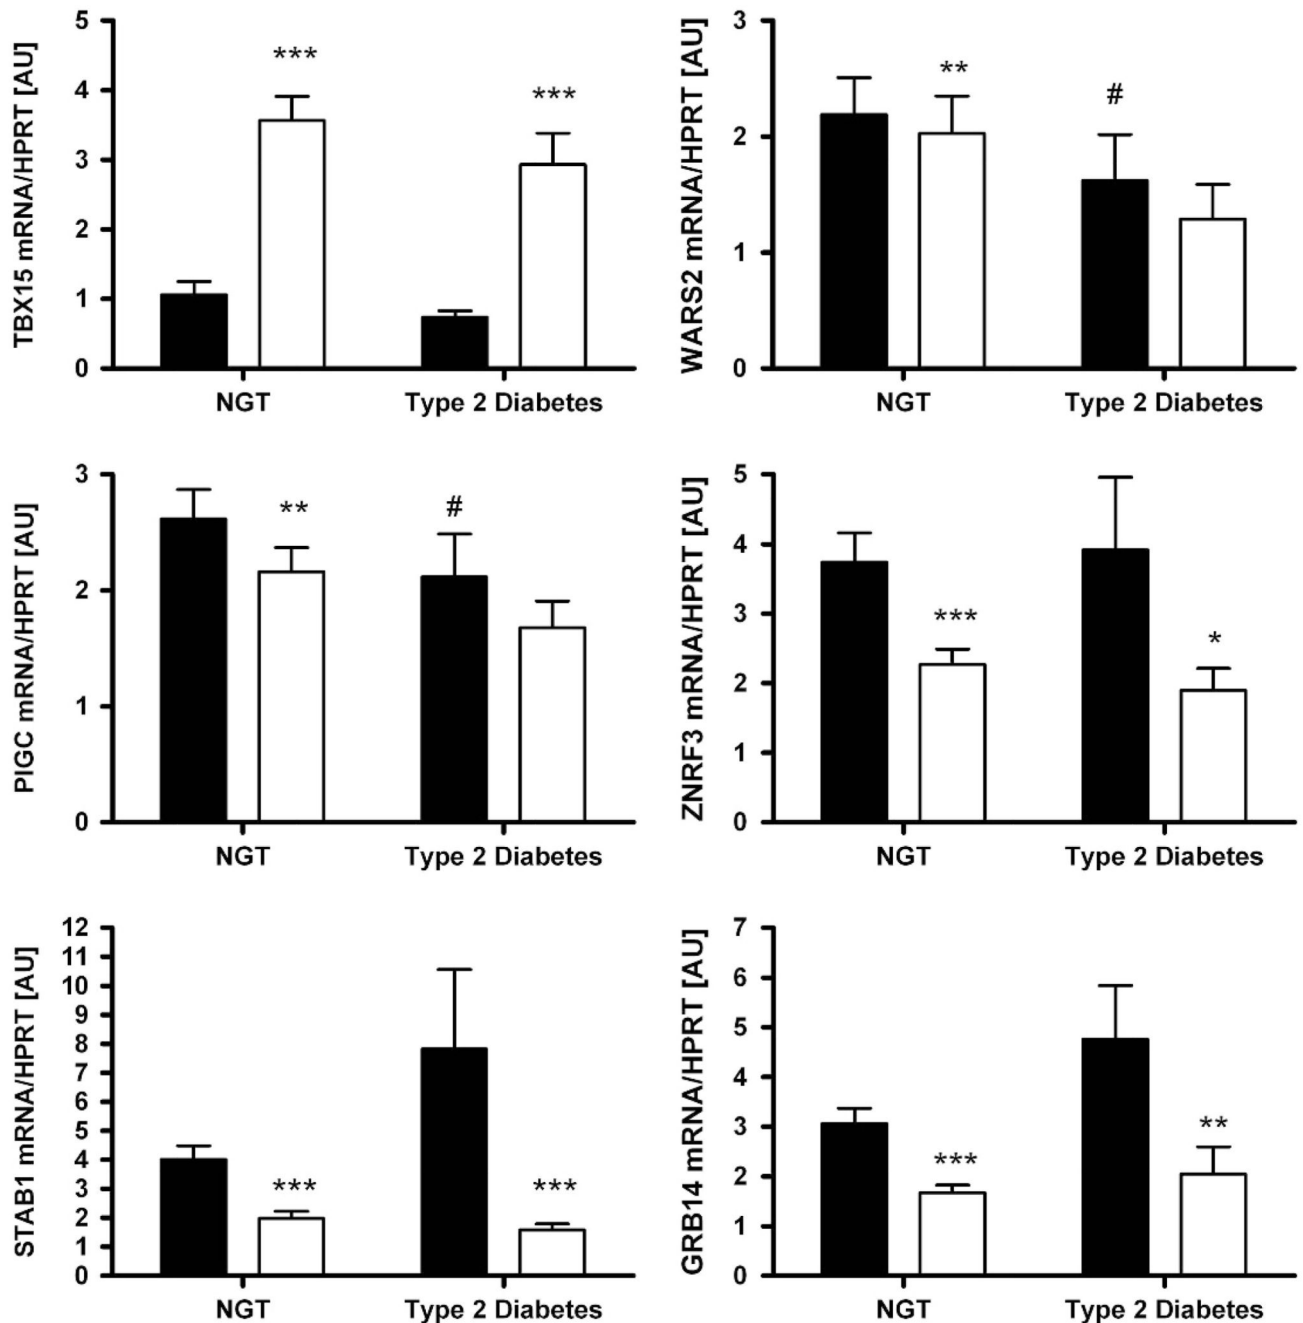 TBX15 mRNA/HPRT [AU]
5
4
3
2
1
0
***
***
NGT
Type 2 Diabetes
WARS2 mRNA/HPRT [AU]
3
2
1
0
**
#
NGT
Type 2 Diabetes
PIGC mRNA/HPRT [AU]
3
2
1
0
**
#
NGT
Type 2 Diabetes
ZNRF3 mRNA/HPRT [AU]
5
4
3
2
1
0
***
*
NGT
Type 2 Diabetes
STAB1 mRNA/HPRT [AU]
12
11
10
9
8
7
6
5
4
3
2
1
0
***
***
NGT
Type 2 Diabetes
GRB14 mRNA/HPRT [AU]
7
6
5
4
3
2
1
0
***
**
NGT
Type 2 Diabetes